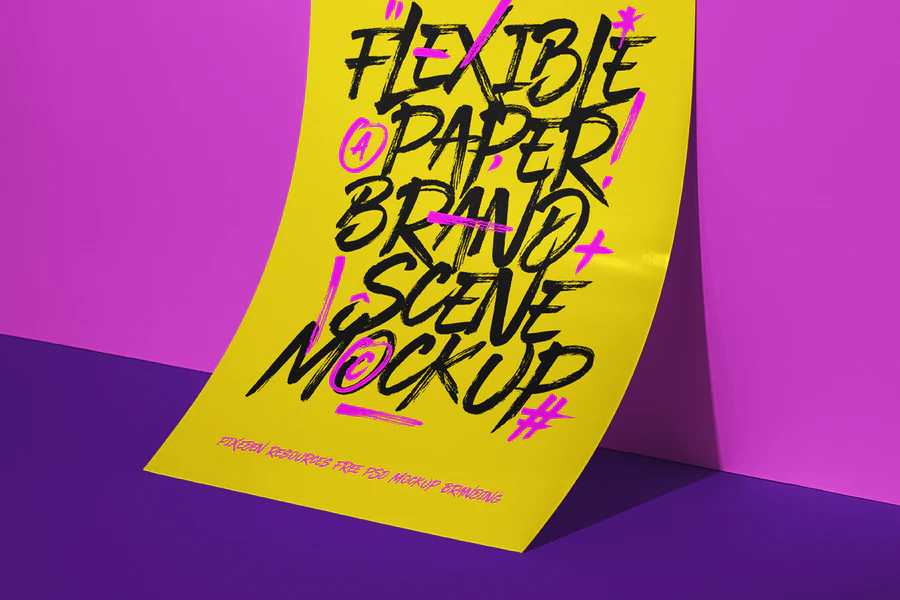 FLEXIBLE
PAPER
BRAND
SCENE
MOCKUP
PIXEDEN RESOURCES FREE PSD MOCKUP BRANDING